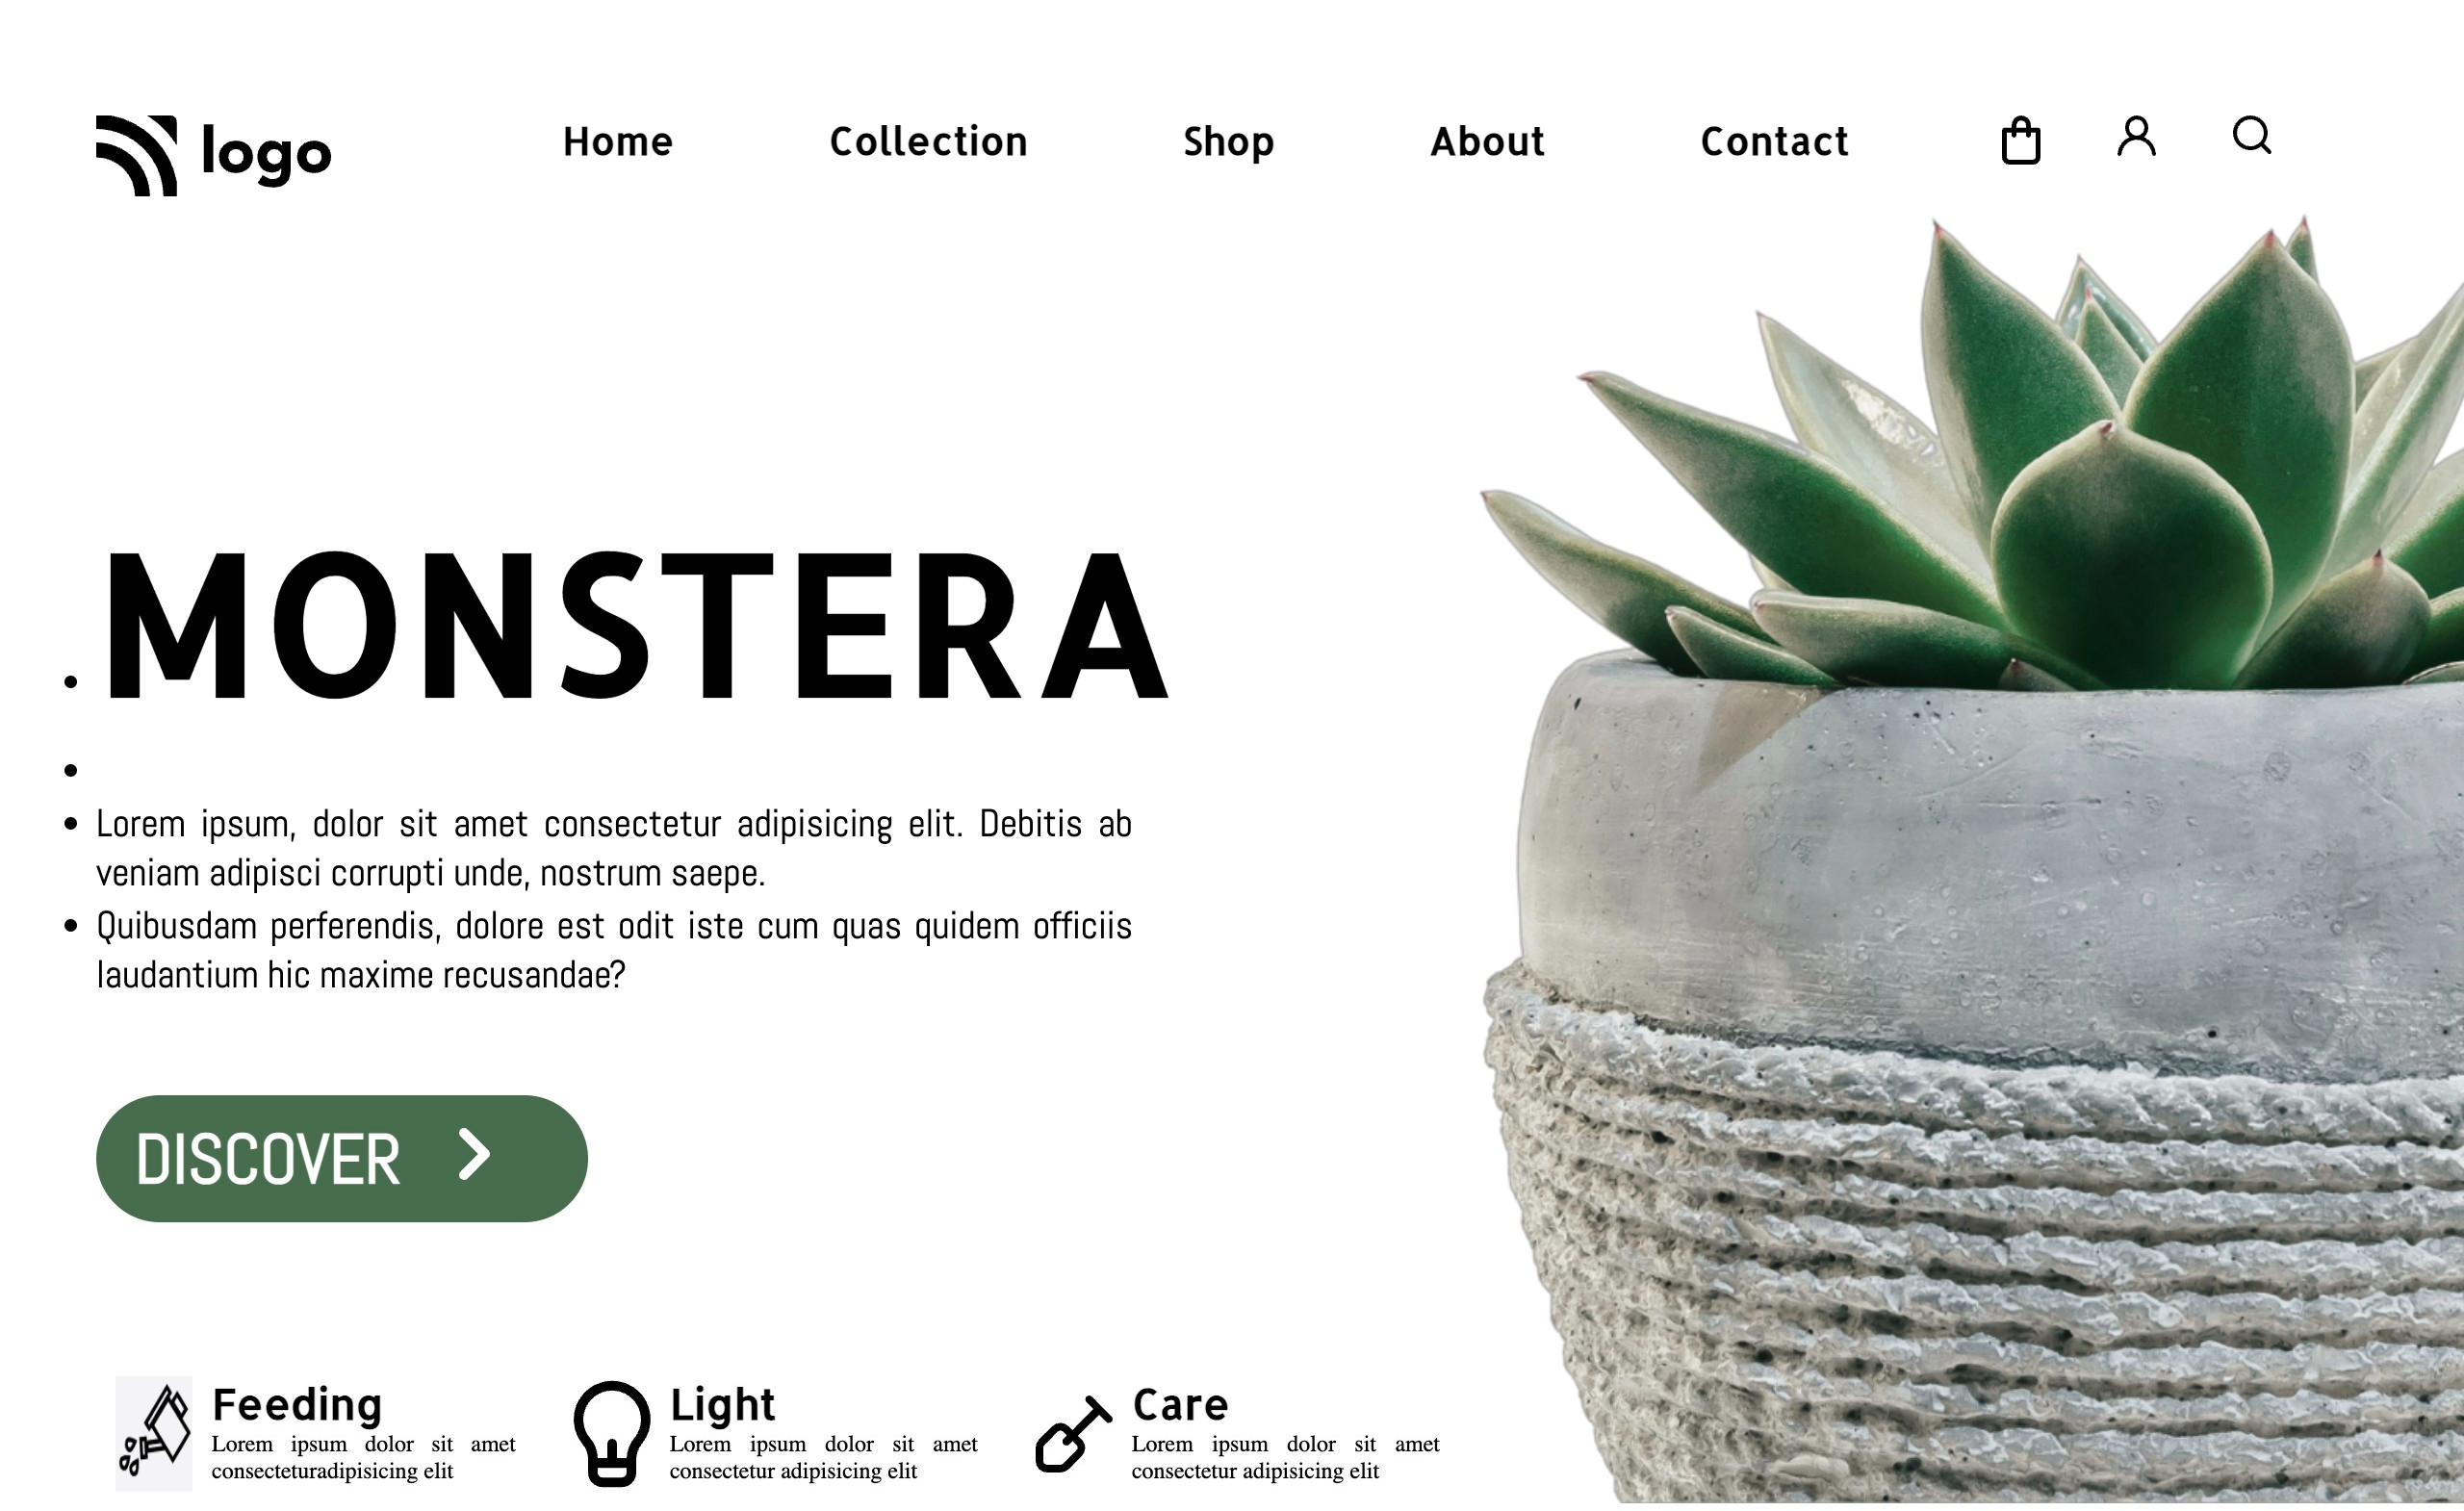 logo
Home Collection Shop About Contact
MONSTERA
Lorem ipsum, dolor sit amet consectetur adipisicing elit. Debitis ab
veniam adipisci corrupti unde, nostrum saepe.
Quibusdam perferendis, dolore est odit iste cum quas quidem officiis
laudantium hic maxime recusandae?
DISCOVER
Feeding
Lorem ipsum dolor sit amet
consecteturadipisicing elit
Light
Lorem ipsum dolor sit amet
consectetur adipisicing elit
Care
Lorem ipsum dolor sit amet
consectetur adipisicing elit